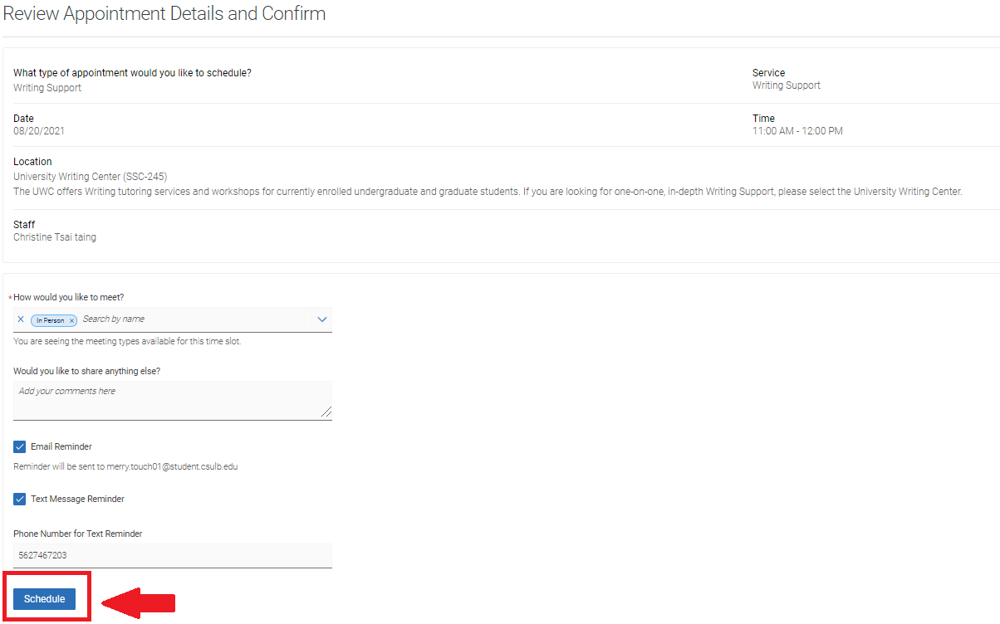 Review Appointment Details and Confirm
What type of appointment would you like to schedule?
Writing Support
Service
Writing Support
Date
08/20/2021
Time
11:00 AM - 12:00 PM
Location
University Writing Center (SSC-245)
The UWC offers Writing tutoring services and workshops for currently enrolled undergraduate and graduate students. If you are looking for one-on-one, in-depth Writing Support, please select the University Writing Center.
Staff
Christine Tsai taing
*How would you like to meet?
× In Person × Search by name
You are seeing the meeting types available for this time slot.
Would you like to share anything else?
Add your comments here
Email Reminder
Reminder will be sent to merry.touch01@student.csulb.edu
Text Message Reminder
Phone Number for Text Reminder
5627467203
Schedule